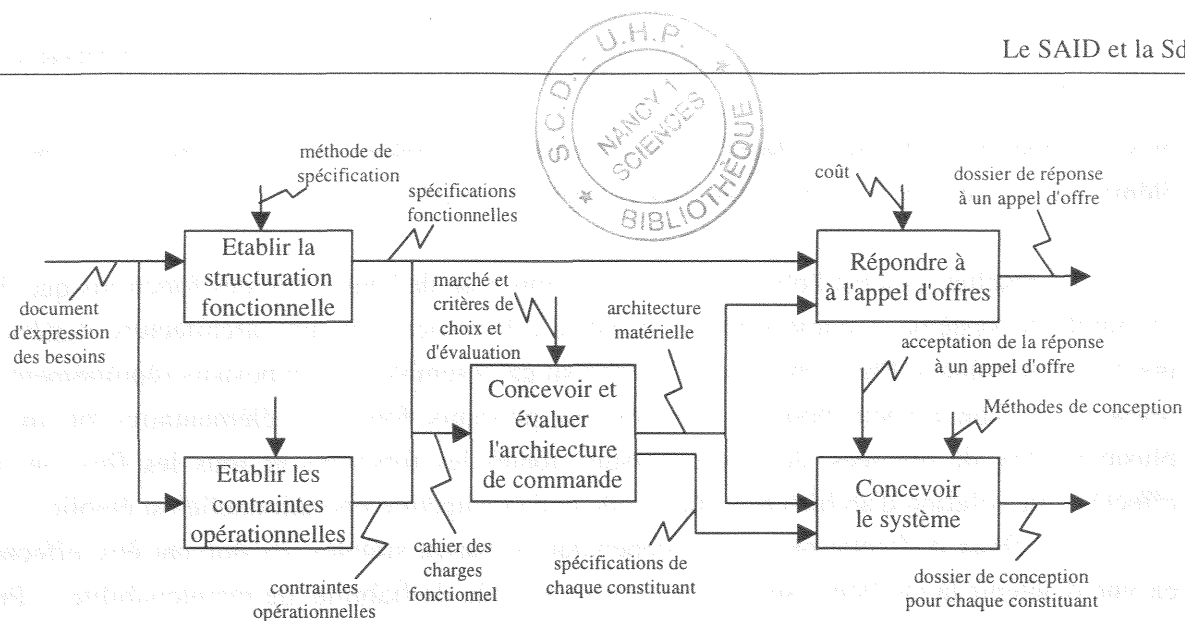 Le SAID et la Sd
S.C.D. - U.H.P.
NANCY 1
SCIENCES
BIBLIOTHÈQUE
méthode de
spécification
spécifications
fonctionnelles
coût
dossier de réponse
à un appel d'offre
Etablir la
structuration
fonctionnelle
Répondre à
à l'appel d'offres
document
d'expression
des besoins
marché et
critères de
choix et
d'évaluation
architecture
matérielle
acceptation de la réponse
à un appel d'offre
Concevoir et
évaluer
l'architecture
de commande
Méthodes de conception
Etablir les
contraintes
opérationnelles
Concevoir
le système
contraintes
opérationnelles
cahier des
charges
fonctionnel
spécifications de
chaque constituant
dossier de conception
pour chaque constituant